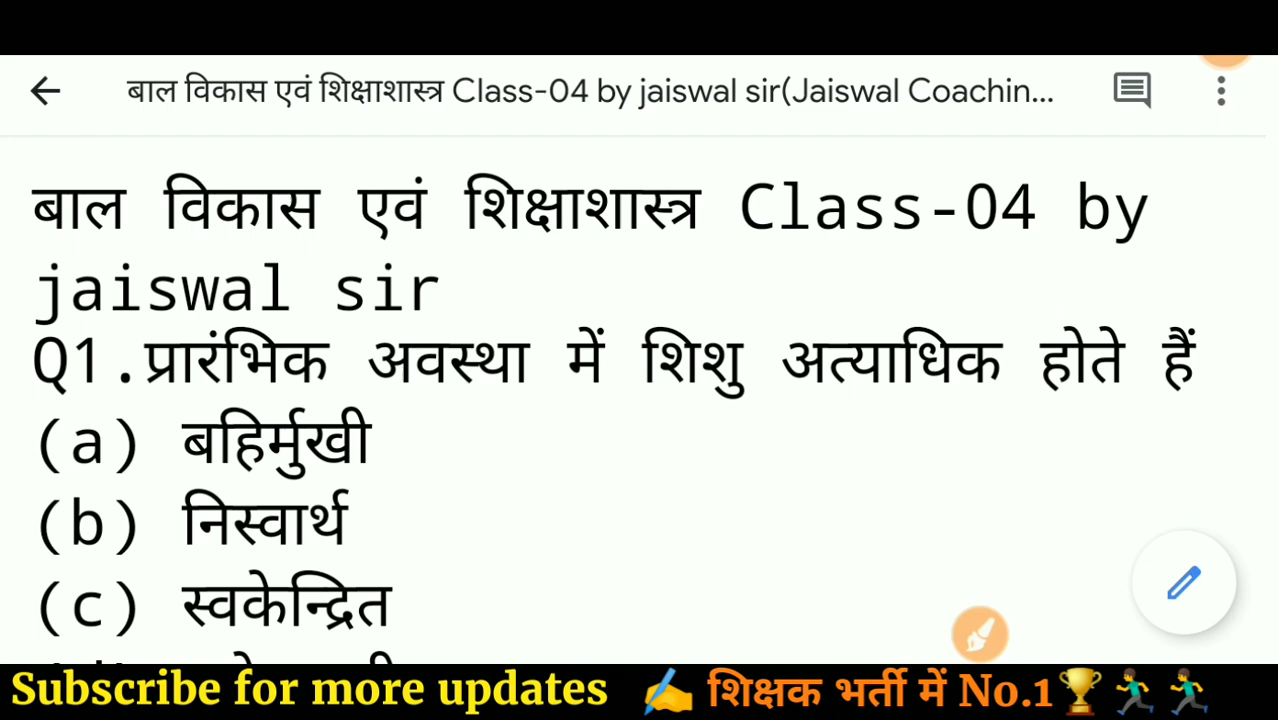 बाल विकास एवं शिक्षाशास्त्र Class-04 by jaiswal sir(Jaiswal Coachin...
बाल विकास एवं शिक्षाशास्त्र Class-04 by
jaiswal sir
Q1.प्रारंभिक अवस्था में शिशु अत्याधिक होते हैं
(a) बहिर्मुखी
(b) निस्वार्थ
(c) स्वकेन्द्रित
Subscribe for more updates ✍️ शिक्षक भर्ती में No.1🏆🏃🏃